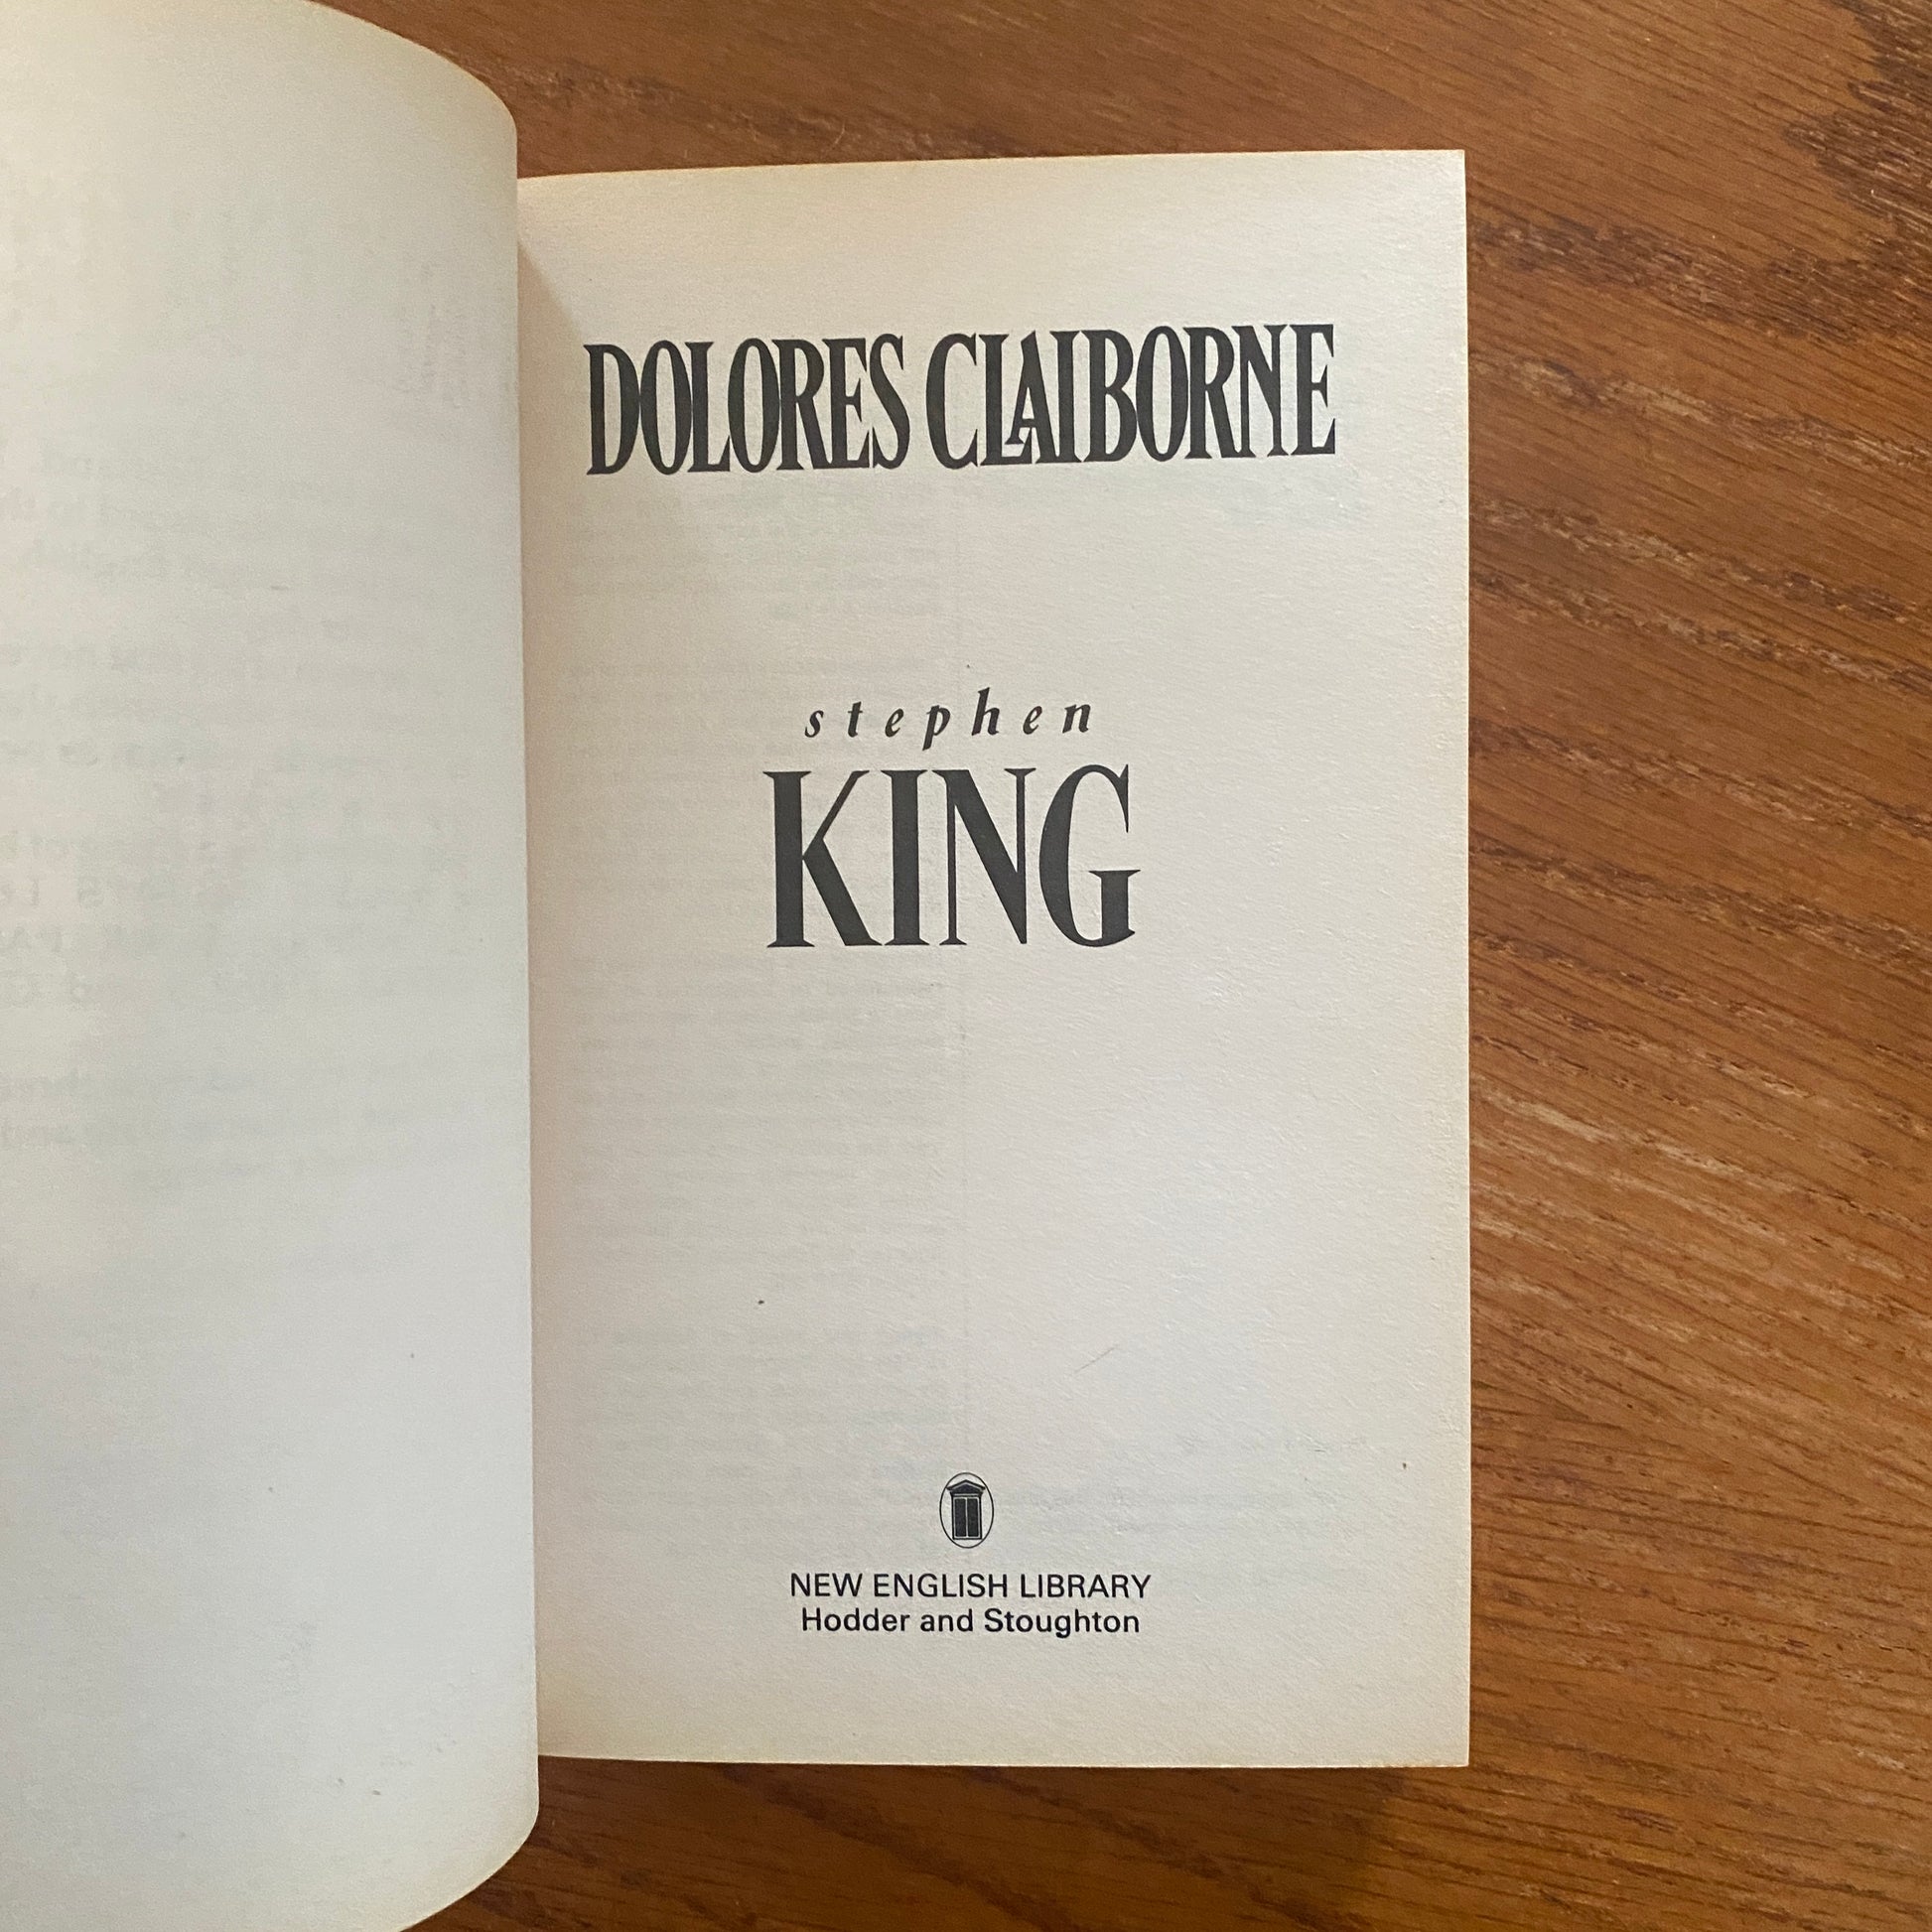 DOLORES CLAIBORNE
stephen
KING
NEW ENGLISH LIBRARY
Hodder and Stoughton